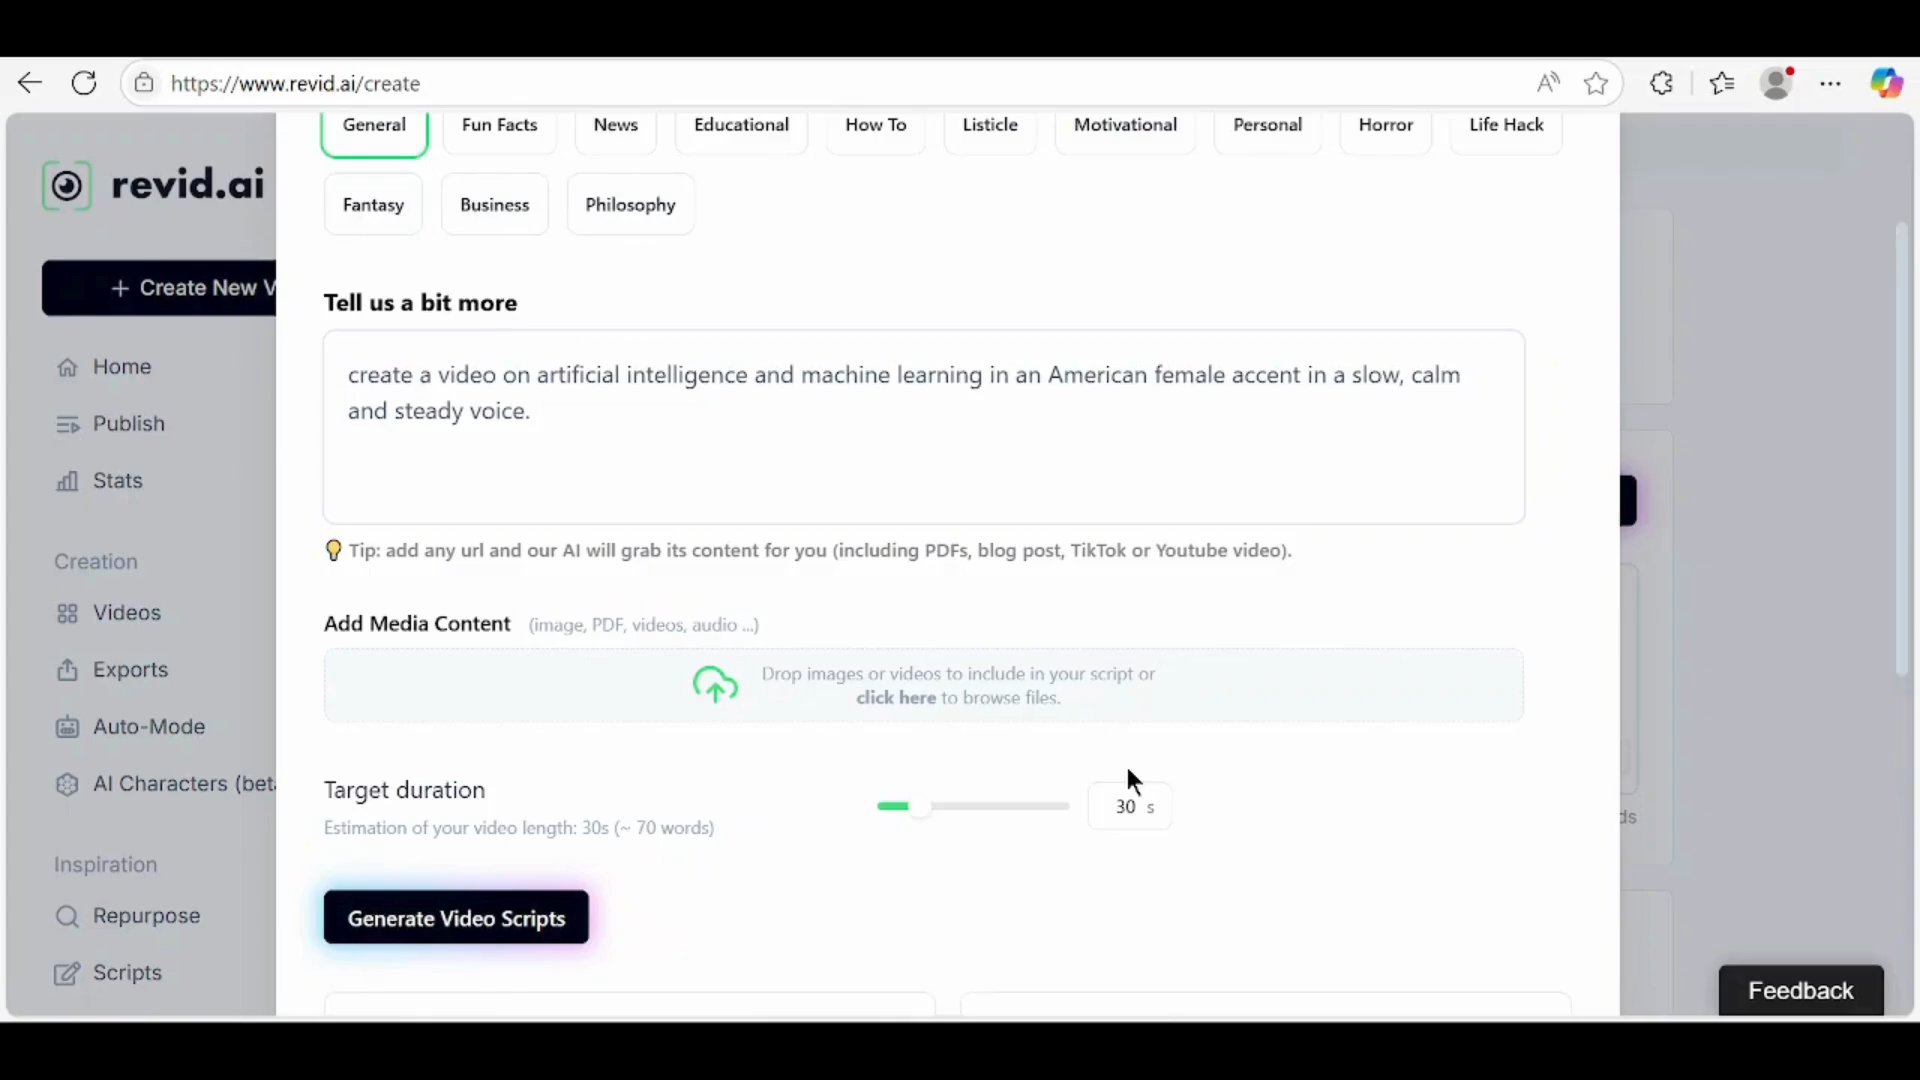 https://www.revid.ai/create
General Fun Facts News Educational How To Listicle Motivational Personal Horror Life Hack
revid.ai
Fantasy Business Philosophy
+ Create New V
Tell us a bit more
Home
create a video on artificial intelligence and machine learning in an American female accent in a slow, calm
and steady voice.
Publish
Stats
Tip: add any url and our AI will grab its content for you (including PDFs, blog post, TikTok or Youtube video).
Creation
Videos
Add Media Content (image, PDF, videos, audio ...)
Exports
Drop images or videos to include in your script or
click here to browse files.
Auto-Mode
AI Characters (beta
Target duration
30 s
ds
Estimation of your video length: 30s (~ 70 words)
Inspiration
Repurpose
Generate Video Scripts
Scripts
Feedback